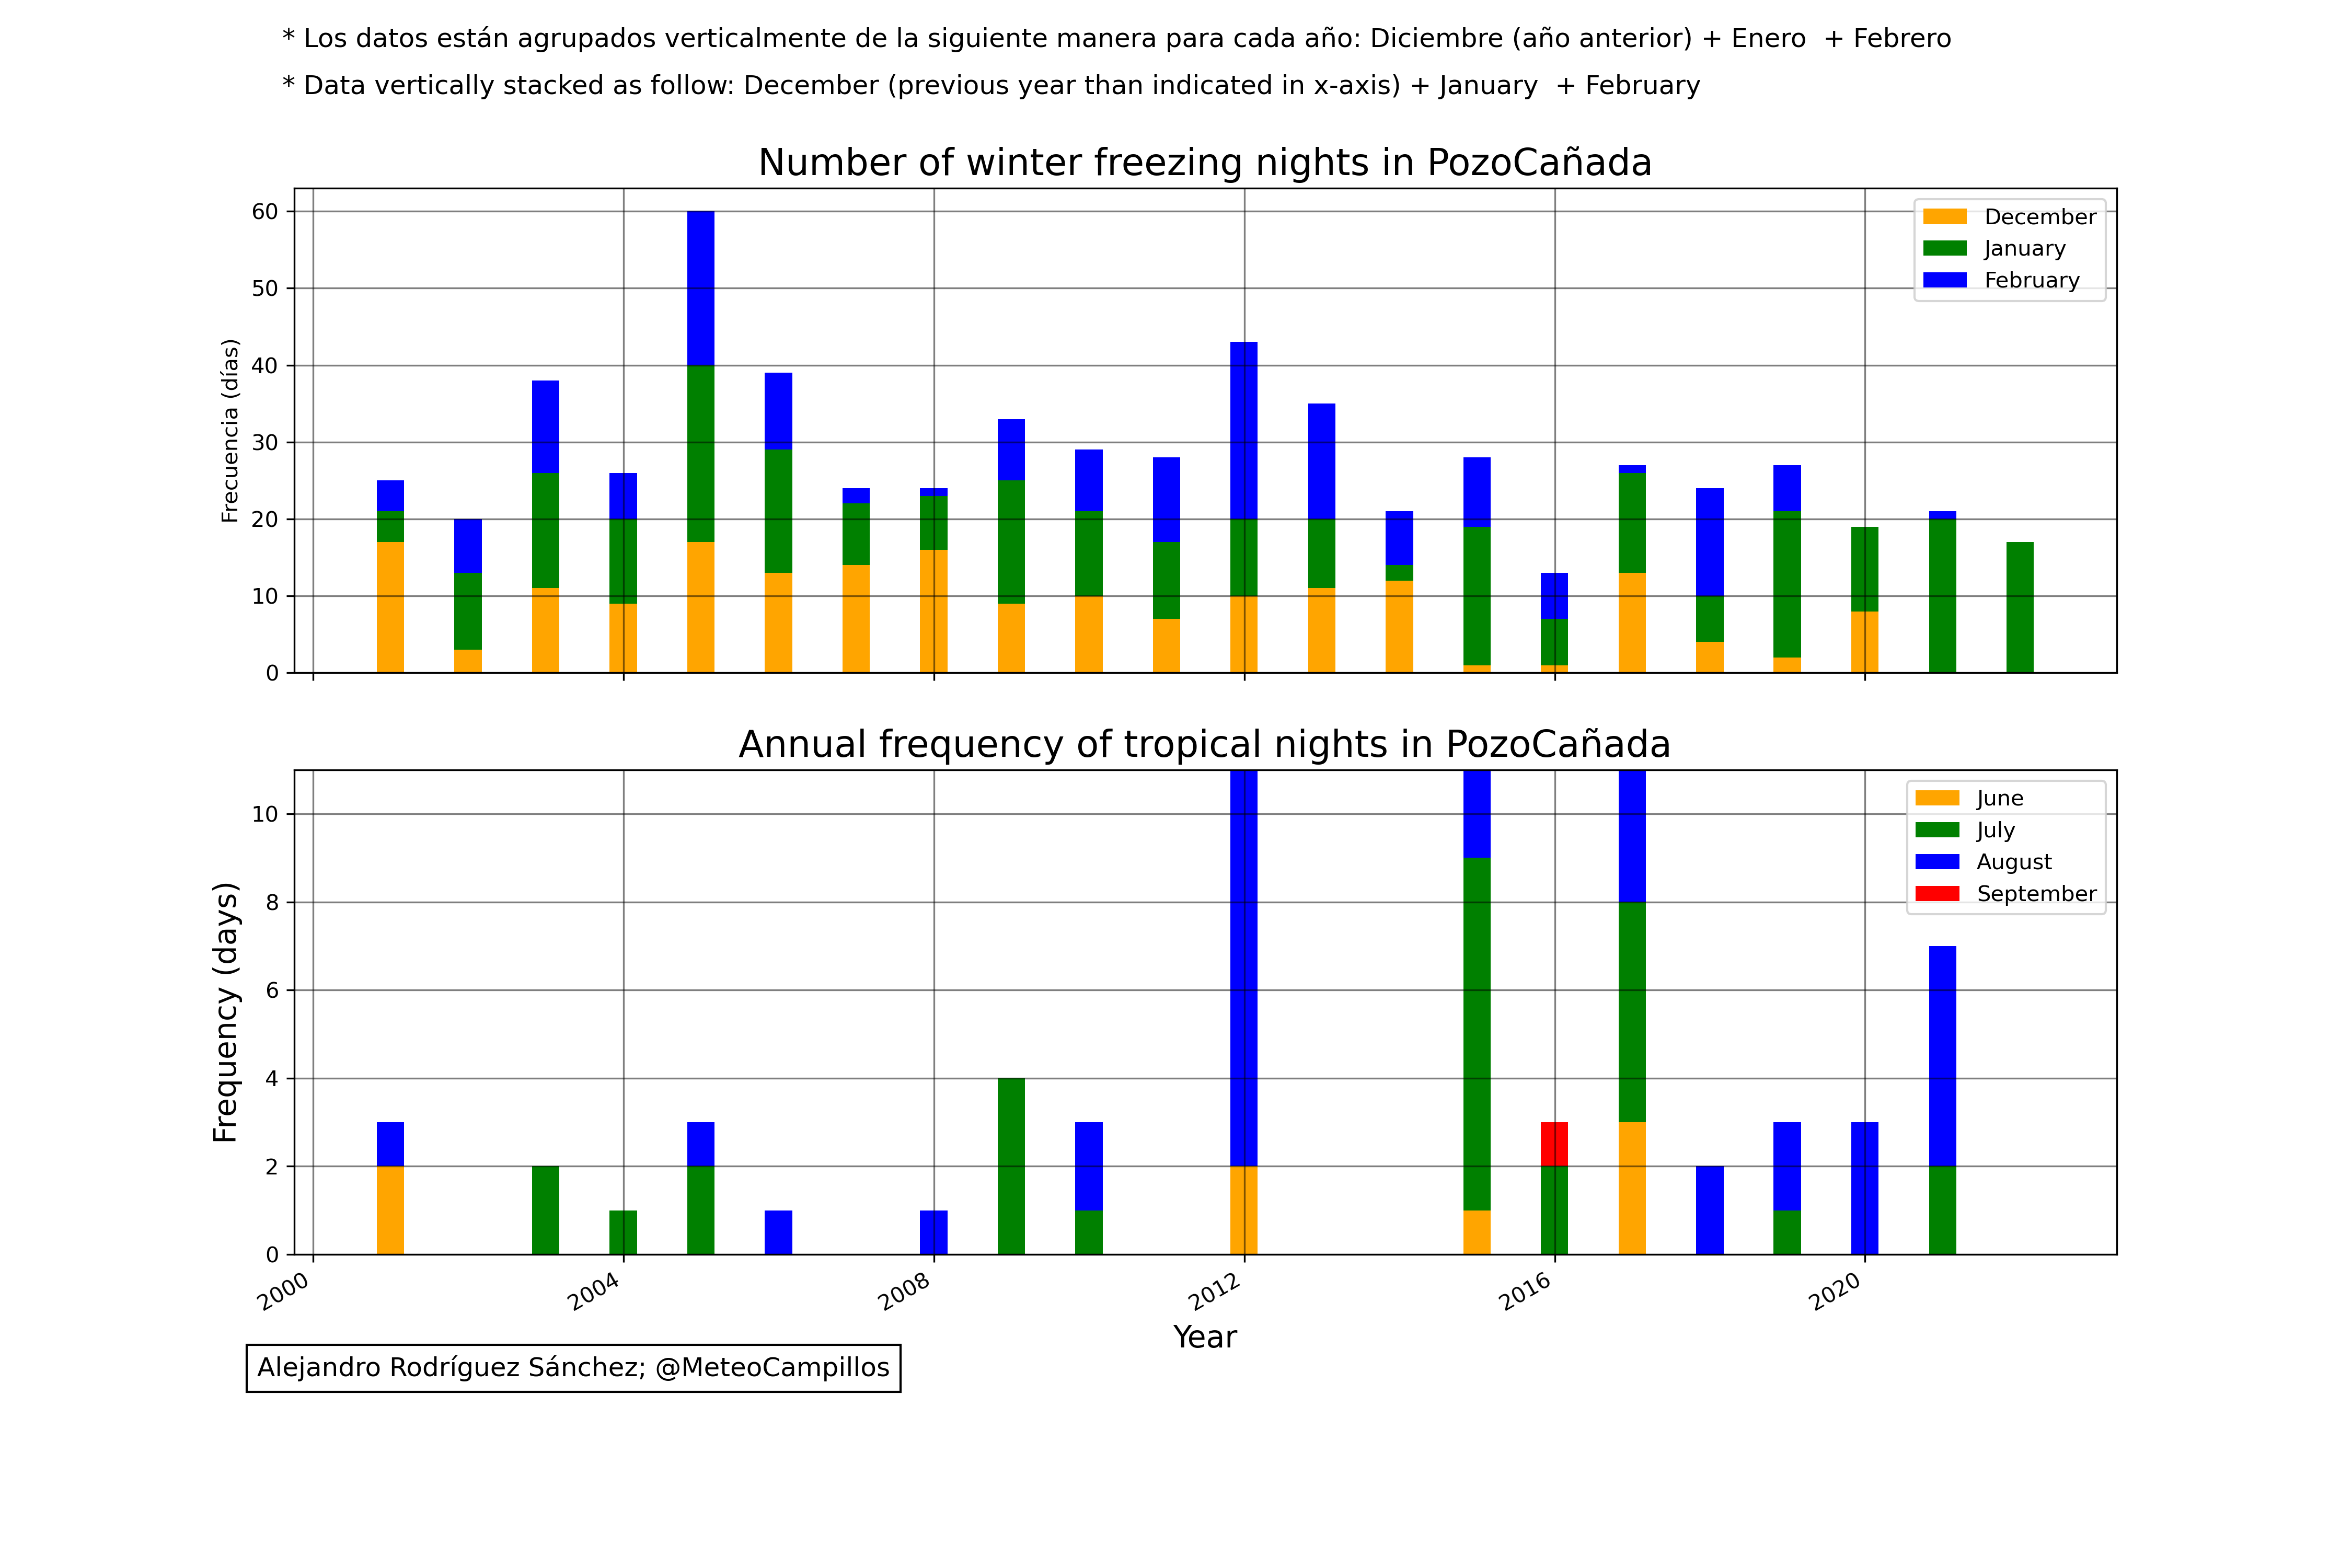 * Los datos están agrupados verticalmente de la siguiente manera para cada año: Diciembre (año anterior) + Enero  + Febrero
* Data vertically stacked as follow: December (previous year than indicated in x-axis) + January  + February
Number of winter freezing nights in PozoCañada
60
50
40
30
20
10
0
Frecuencia (días)
December
January
February
Annual frequency of tropical nights in PozoCañada
10
8
6
4
2
0
Frequency (days)
June
July
August
September
2000
2004
2008
2012
2016
2020
Year
Alejandro Rodríguez Sánchez; @MeteoCampillos